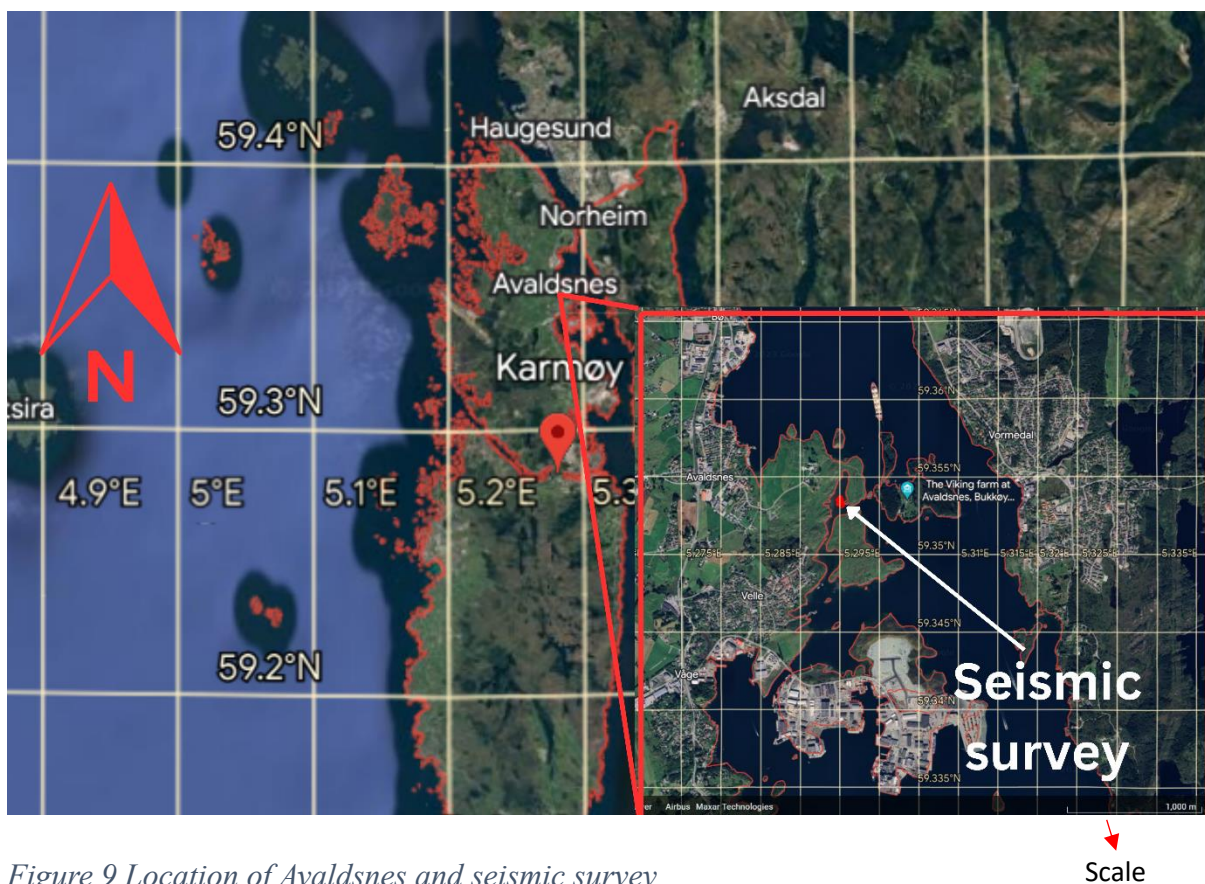 Aksdal
Haugesund
59.4°N
Norheim
Avaldsnes
Karmøy
N
59.3°N
tsira
4.9°E
5°E
5.1°E
5.2°E
5.3
59.2°N
59.36°N
Vormedal
59.355°N
Avaldsnes
The Viking farm at
Avaldsnes, Bukkøy...
59.35°N
5.275°E
5.285°E
5.295°E
5.31°E
5.315°E
5.325°E
5.335°E
Velle
59.345°N
Våge
59.34°N
Seismic
survey
59.335°N
Airbus Maxar Technologies
1,000 m
Scale
Figure 9 Location of Avaldsnes and seismic survey